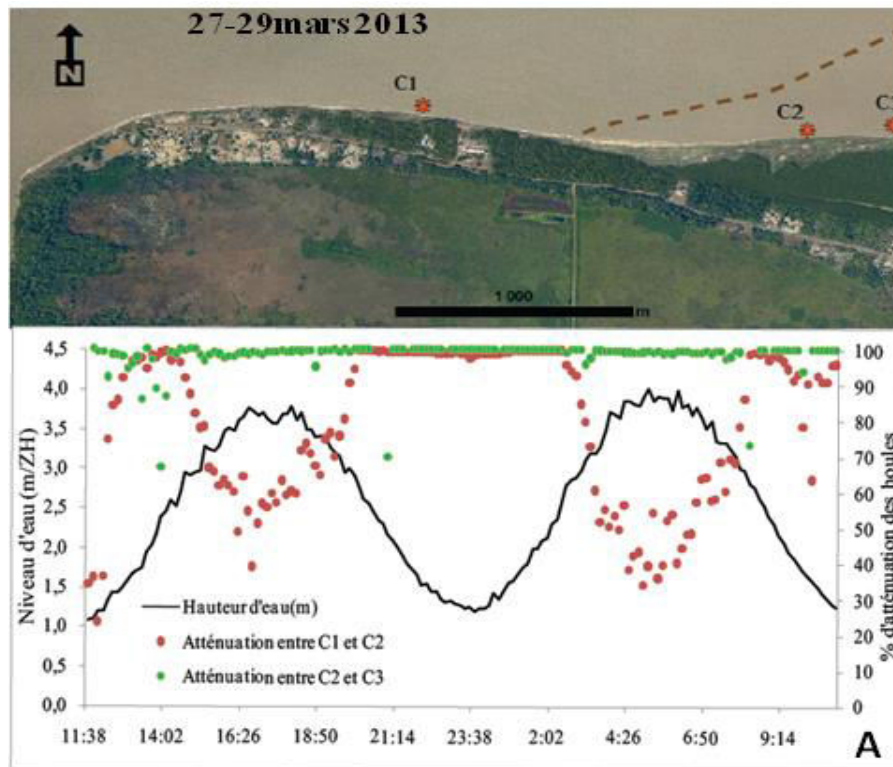 27-29mars 2013
N
C1
C2
C
1 000
m
4,5
4,0
3,5
3,0
2,5
2,0
1,5
1,0
0,5
0,0
Niveau d'eau (m/ZH)
Hauteur d'eau(m)
Atténuation entre C1 et C2
Atténuation entre C2 et C3
100
90
80
70
60
50
40
30
20
10
0
% d'atténuation des houles
11:38 14:02 16:26 18:50 21:14 23:38 2:02 4:26 6:50 9:14
A